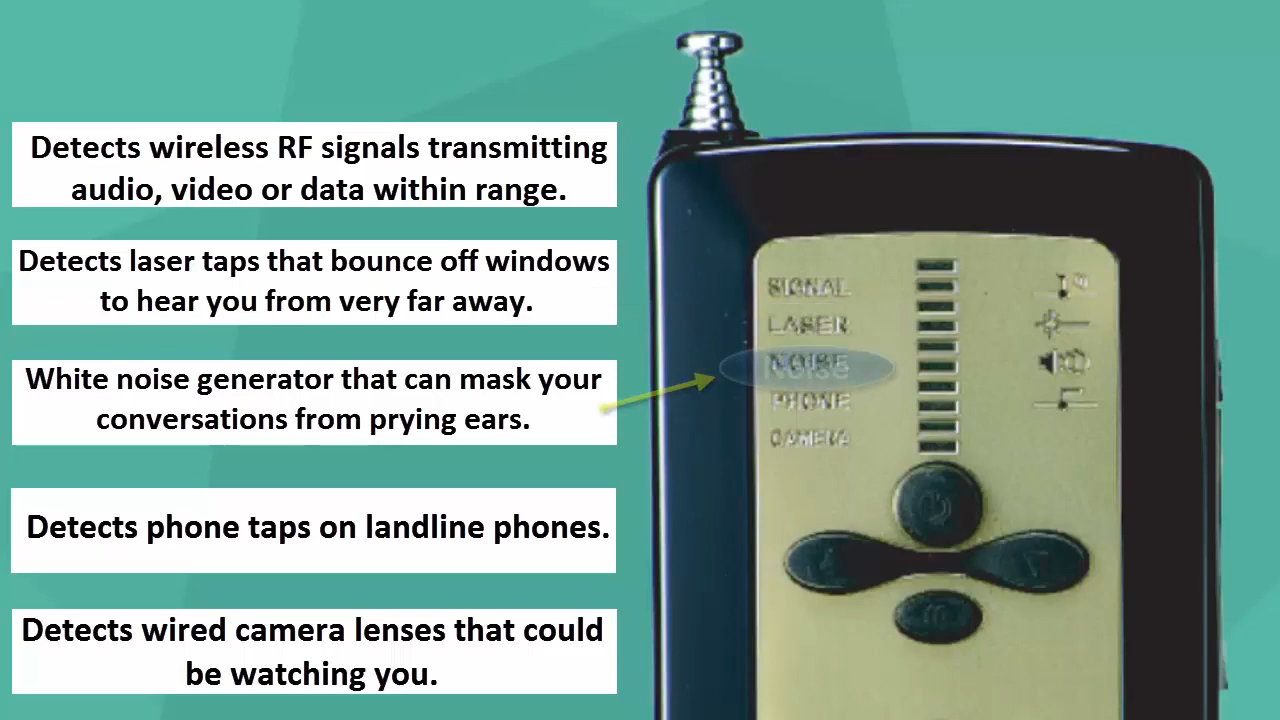 Detects wireless RF signals transmitting
audio, video or data within range.
Detects laser taps that bounce off windows
to hear you from very far away.
White noise generator that can mask your
conversations from prying ears.
Detects phone taps on landline phones.
Detects wired camera lenses that could
be watching you.
SIGNAL
LASER
NOISE
PHONE
CAMERA